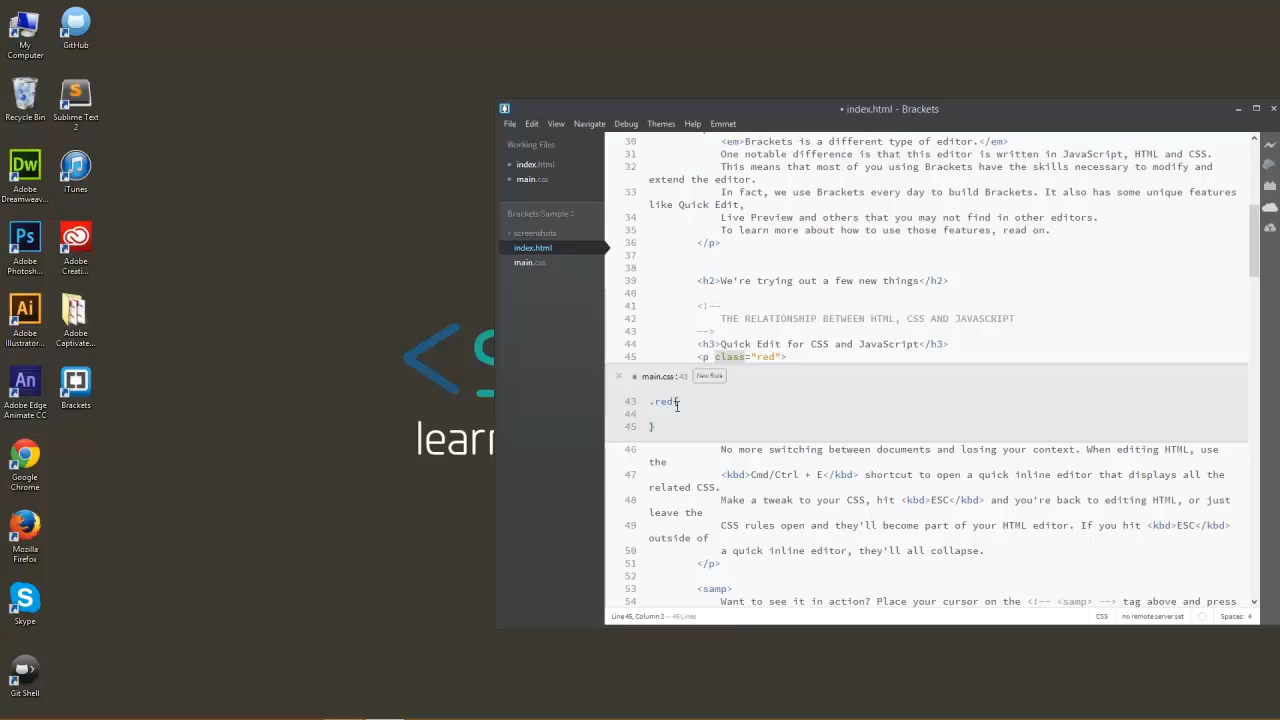 My
Computer
GitHub
Recycle Bin
Sublime Text
2
Adobe
Dreamweav...
iTunes
Adobe
Photosh...
Adobe
Creati...
Adobe
Illustrator...
Adobe
Captivate...
Adobe Edge
Animate CC
Brackets
Google
Chrome
Mozilla
Firefox
Skype
Git Shell
learn
• index.html - Brackets
File Edit View Navigate Debug Themes Help Emmet
Working Files
index.html
main.css
Brackets Sample
screenshots
index.html
main.css
30 <em>Brackets is a different type of editor.</em>
31 One notable difference is that this editor is written in JavaScript, HTML and CSS.
32 This means that most of you using Brackets have the skills necessary to modify and
extend the editor.
33 In fact, we use Brackets every day to build Brackets. It also has some unique features
like Quick Edit,
34 Live Preview and others that you may not find in other editors.
35 To learn more about how to use those features, read on.
36 </p>
37
38
39 <h2>We're trying out a few new things</h2>
40
41 <!--
42 THE RELATIONSHIP BETWEEN HTML, CSS AND JAVASCRIPT
43 -->
44 <h3>Quick Edit for CSS and JavaScript</h3>
45 <p class="red">
main.css : 43 New Rule
43 .red{
44
45 }
46 No more switching between documents and losing your context. When editing HTML, use
the
47 <kbd>Cmd/Ctrl + E</kbd> shortcut to open a quick inline editor that displays all the
related CSS.
48 Make a tweak to your CSS, hit <kbd>ESC</kbd> and you're back to editing HTML, or just
leave the
49 CSS rules open and they'll become part of your HTML editor. If you hit <kbd>ESC</kbd>
outside of
50 a quick inline editor, they'll all collapse.
51 </p>
52
53 <samp>
54 Want to see it in action? Place your cursor on the <!-- <samp> --> tag above and press
Line 45, Column 2 — 45 Lines
CSS no remote server set Spaces: 4